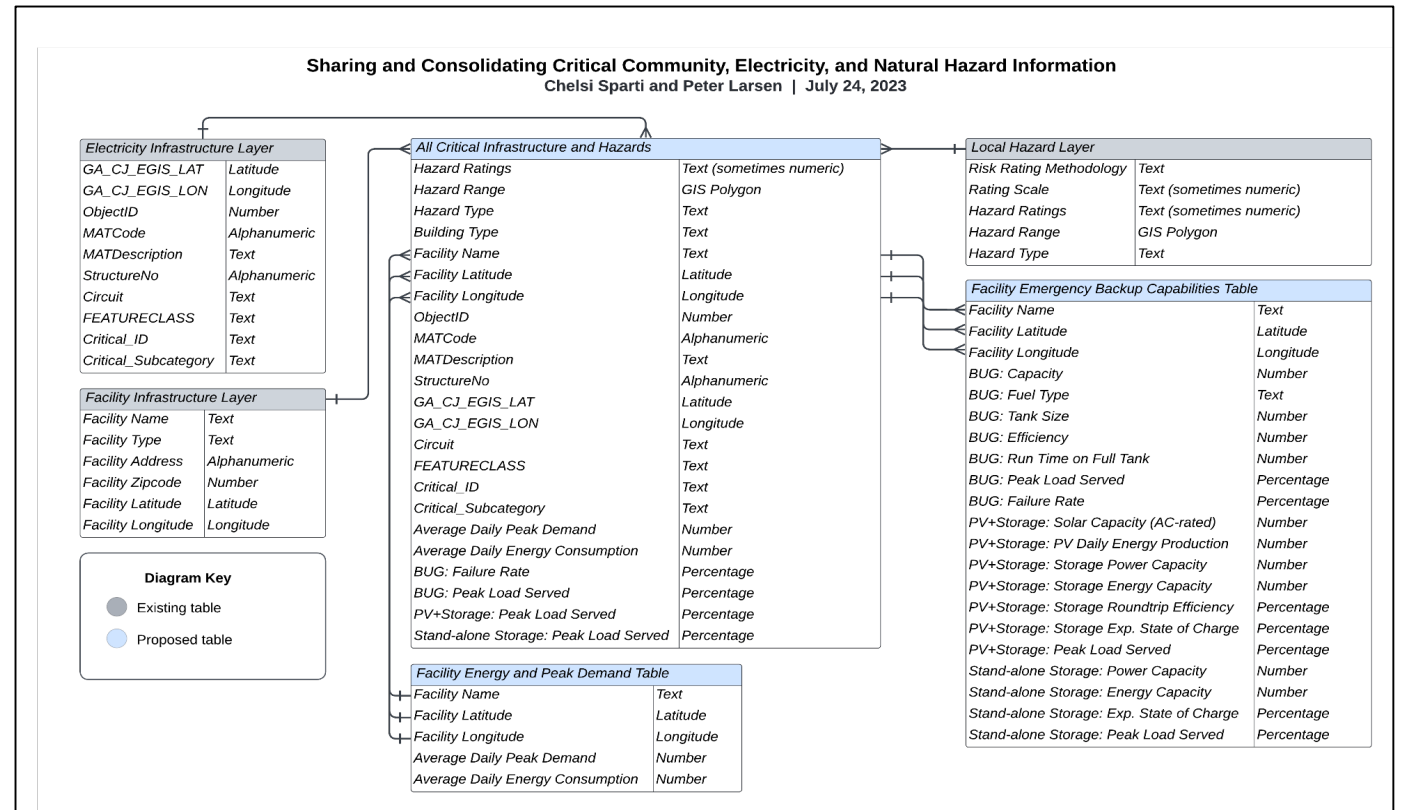 Sharing and Consolidating Critical Community, Electricity, and Natural Hazard Information
Chelsi Sparti and Peter Larsen | July 24, 2023
Electricity Infrastructure Layer
GA_CJ_EGIS_LAT Latitude
GA_CJ_EGIS_LON Longitude
ObjectID Number
MATCode Alphanumeric
MATDescription Text
StructureNo Alphanumeric
Circuit Text
FEATURECLASS Text
Critical_ID Text
Critical_Subcategory Text
Facility Infrastructure Layer
Facility Name Text
Facility Type Text
Facility Address Alphanumeric
Facility Zipcode Number
Facility Latitude Latitude
Facility Longitude Longitude
Diagram Key
Existing table
Proposed table
All Critical Infrastructure and Hazards
Hazard Ratings Text (sometimes numeric)
Hazard Range GIS Polygon
Hazard Type Text
Building Type Text
Facility Name Text
Facility Latitude Latitude
Facility Longitude Longitude
ObjectID Number
MATCode Alphanumeric
MATDescription Text
StructureNo Alphanumeric
GA_CJ_EGIS_LAT Latitude
GA_CJ_EGIS_LON Longitude
Circuit Text
FEATURECLASS Text
Critical_ID Text
Critical_Subcategory Text
Average Daily Peak Demand Number
Average Daily Energy Consumption Number
BUG: Failure Rate Percentage
BUG: Peak Load Served Percentage
PV+Storage: Peak Load Served Percentage
Stand-alone Storage: Peak Load Served Percentage
Facility Energy and Peak Demand Table
Facility Name Text
Facility Latitude Latitude
Facility Longitude Longitude
Average Daily Peak Demand Number
Average Daily Energy Consumption Number
Local Hazard Layer
Risk Rating Methodology Text
Rating Scale Text (sometimes numeric)
Hazard Ratings Text (sometimes numeric)
Hazard Range GIS Polygon
Hazard Type Text
Facility Emergency Backup Capabilities Table
Facility Name Text
Facility Latitude Latitude
Facility Longitude Longitude
BUG: Capacity Number
BUG: Fuel Type Text
BUG: Tank Size Number
BUG: Efficiency Number
BUG: Run Time on Full Tank Number
BUG: Peak Load Served Percentage
BUG: Failure Rate Percentage
PV+Storage: Solar Capacity (AC-rated) Number
PV+Storage: PV Daily Energy Production Number
PV+Storage: Storage Power Capacity Number
PV+Storage: Storage Energy Capacity Number
PV+Storage: Storage Roundtrip Efficiency Percentage
PV+Storage: Storage Exp. State of Charge Percentage
PV+Storage: Peak Load Served Percentage
Stand-alone Storage: Power Capacity Number
Stand-alone Storage: Energy Capacity Number
Stand-alone Storage: Exp. State of Charge Percentage
Stand-alone Storage: Peak Load Served Percentage